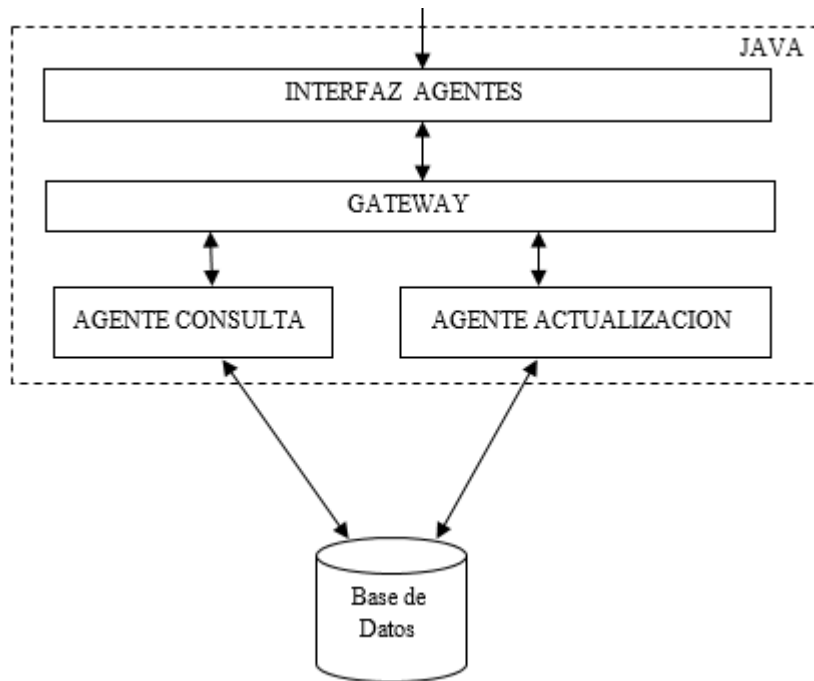 JAVA
INTERFAZ AGENTES
GATEWAY
AGENTE CONSULTA
AGENTE ACTUALIZACION
Base de
Datos